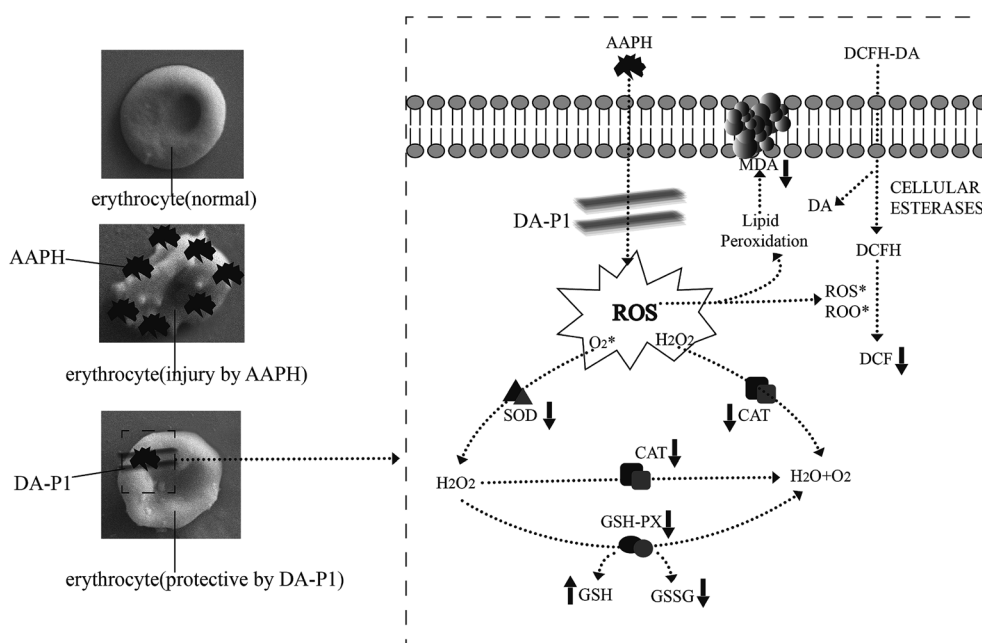 erythrocyte(normal)
AAPH
erythrocyte(injury by AAPH)
DA-P1
erythrocyte(protective by DA-P1)
AAPH
DCFH-DA
MDA
DA-P1
Lipid
Peroxidation
DA
CELLULAR
ESTERASES
DCFH
ROS
ROS*
ROO*
O2*
H2O2
DCF
SOD
CAT
CAT
H2O2
H2O+O2
GSH-PX
GSH
GSSG